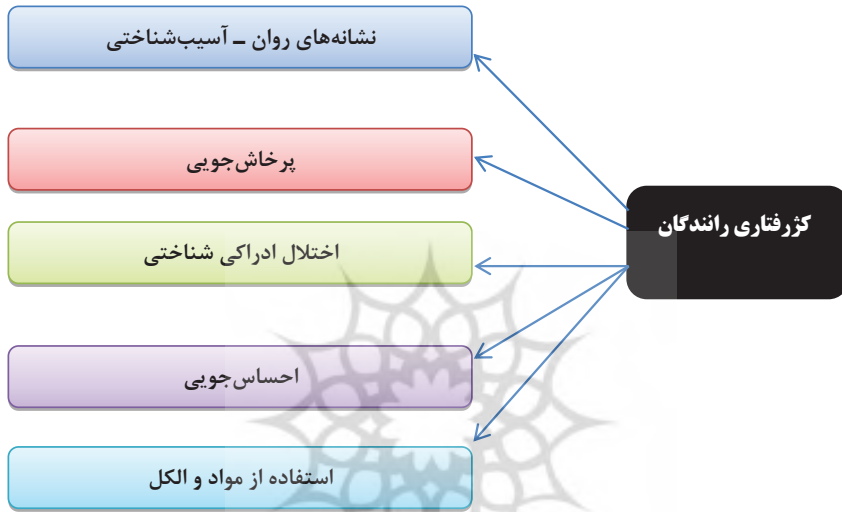 نشانه‌های روان – آسیب‌شناختی
پرخاش‌جویی
کژرفتاری رانندگان
اختلال ادراکی شناختی
احساس‌جویی
استفاده از مواد و الکل